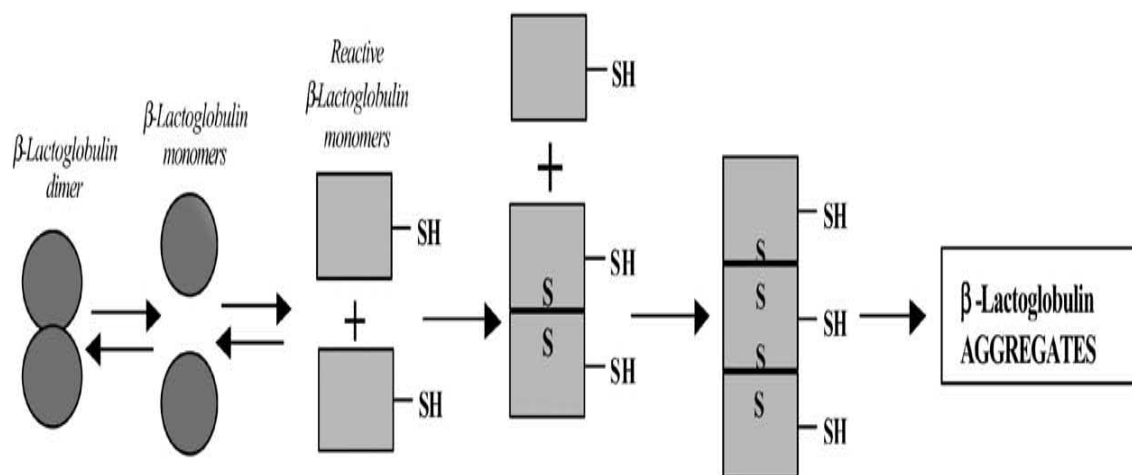 β-Lactoglobulin
dimer
β-Lactoglobulin
monomers
Reactive
β-Lactoglobulin
monomers
SH
+
SH
SH
+
SH
S
S
SH
SH
S
S
SH
S
S
SH
β -Lactoglobulin
AGGREGATES